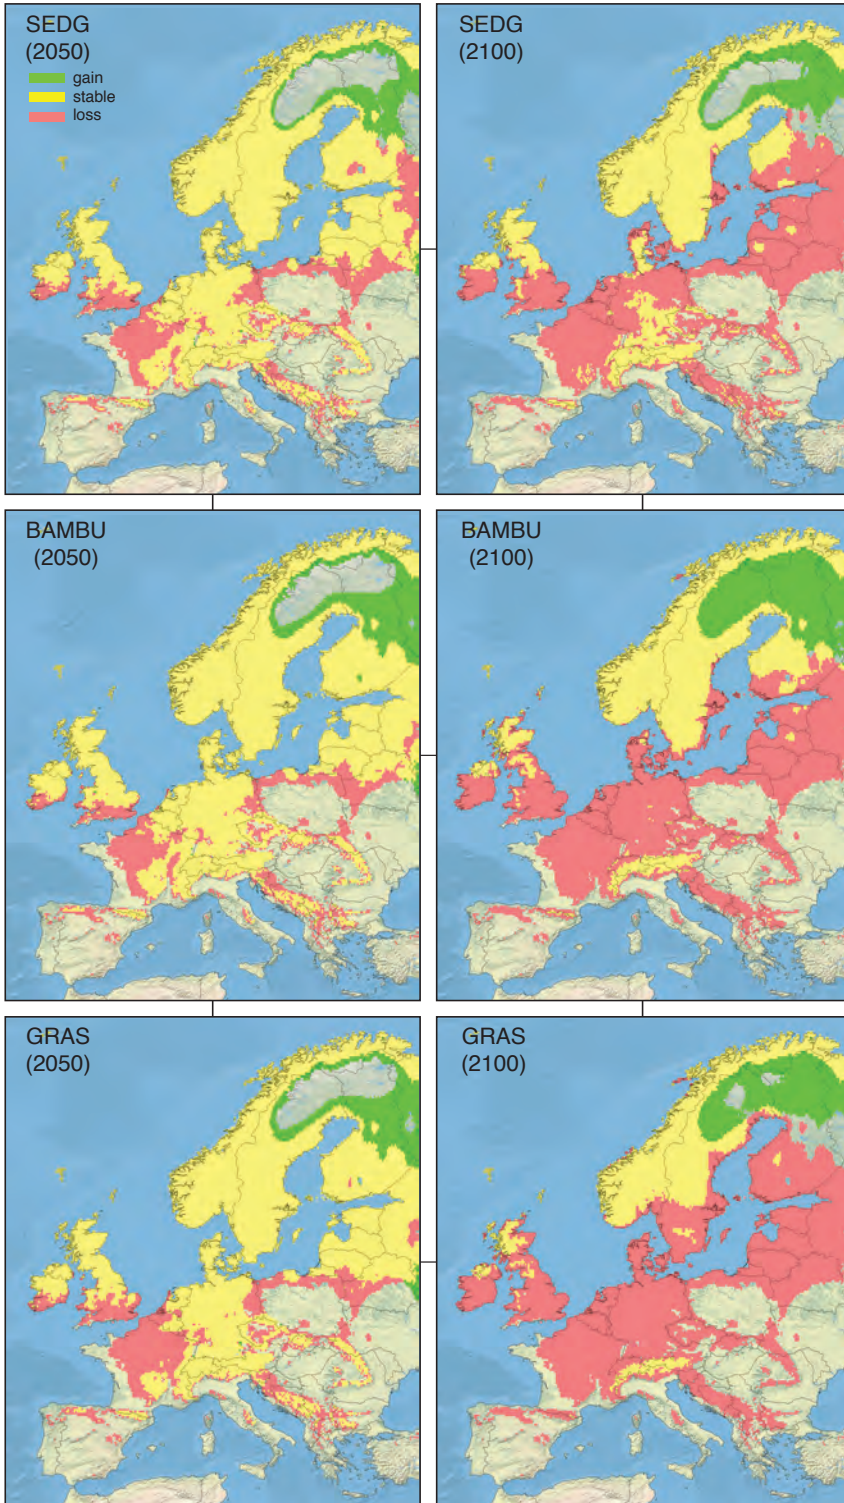 SEDG
(2050)
gain
stable
loss
SEDG
(2100)
BAMBU
(2050)
BAMBU
(2100)
GRAS
(2050)
GRAS
(2100)